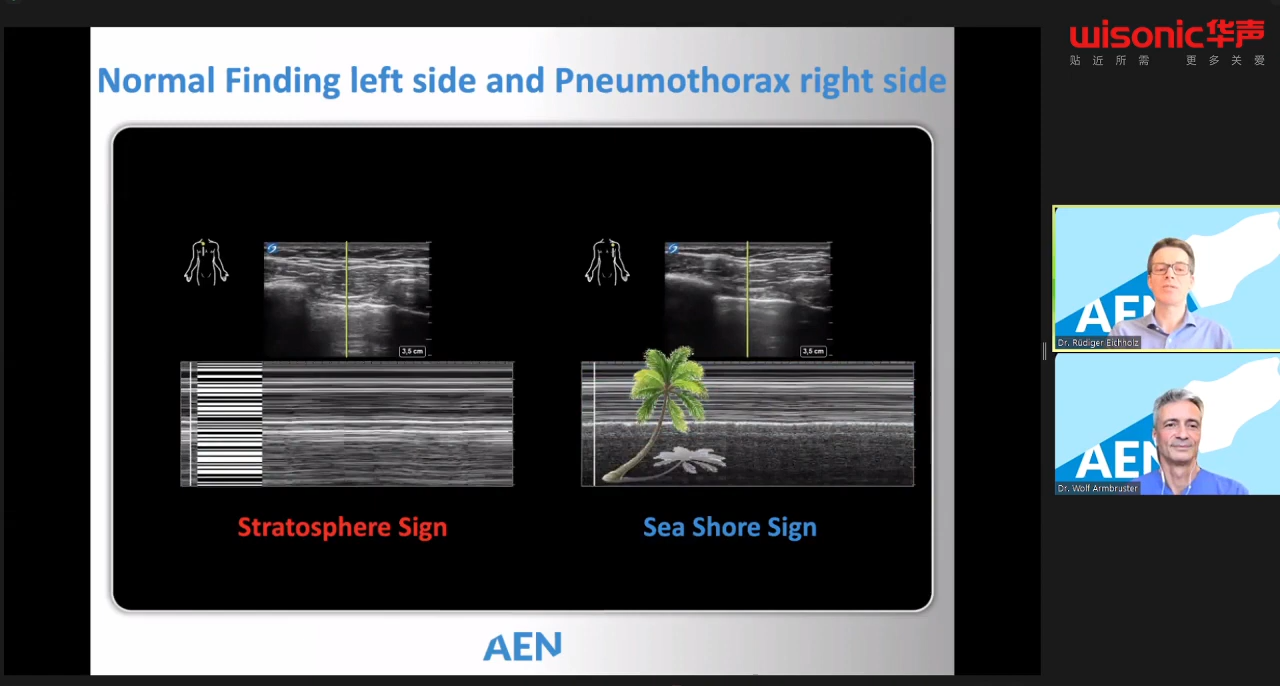 Normal Finding left side and Pneumothorax right side
3,5 cm
3,5 cm
Stratosphere Sign
Sea Shore Sign
AEN
wisonic华声
贴近所需 更多关爱
AEN
Dr. Rüdiger Eichholz
AEN
Dr. Wolf Armbruster